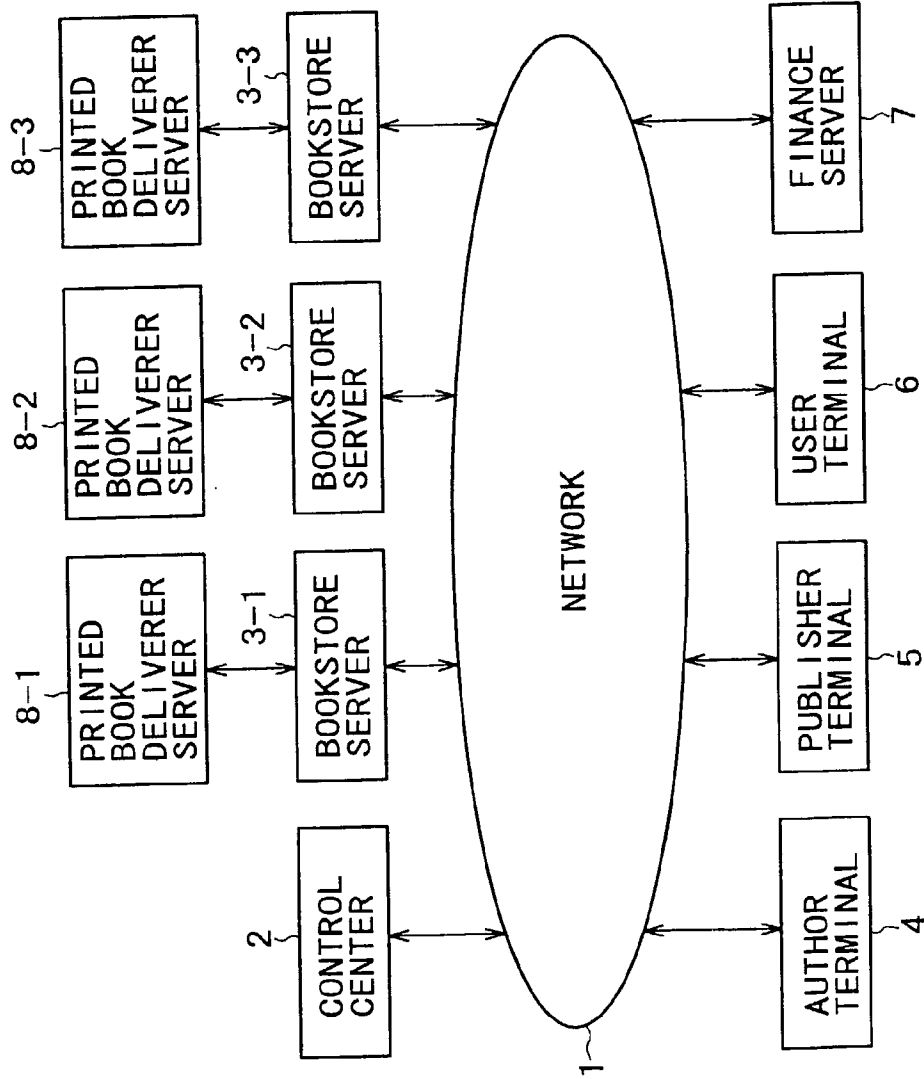 8-1
PRINTED
BOOK
DELIVERER
SERVER
8-2
PRINTED
BOOK
DELIVERER
SERVER
8-3
PRINTED
BOOK
DELIVERER
SERVER
2
CONTROL
CENTER
3-1
BOOKSTORE
SERVER
3-2
BOOKSTORE
SERVER
3-3
BOOKSTORE
SERVER
NETWORK
1
AUTHOR
TERMINAL
4
PUBLISHER
TERMINAL
5
USER
TERMINAL
6
FINANCE
SERVER
7